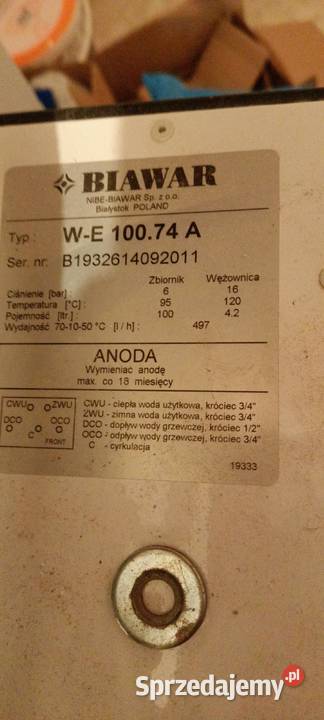 BIAWAR
NIBE-BIAWAR Sp. z o.o.
Białystok POLAND
Typ : W-E 100.74 A
Ser. nr: B1932614092011
Zbiornik Wężownica
Ciśnienie [bar] : 6 16
Temperatura [°C] : 95 120
Pojemność [ltr.] : 100 4.2
Wydajność 70-10-50 °C [l / h] : 497
ANODA
Wymieniać anodę
max. co 18 miesięcy
CWU ZWU
DCO OCO
C FRONT
CWU - ciepła woda użytkowa, króciec 3/4"
ZWU - zimna woda użytkowa, króciec 3/4"
DCO - dopływ wody grzewczej, króciec 1/2"
OCO - odpływ wody grzewczej, króciec 3/4"
C - cyrkulacja
19333
Sprzedajemy.pl